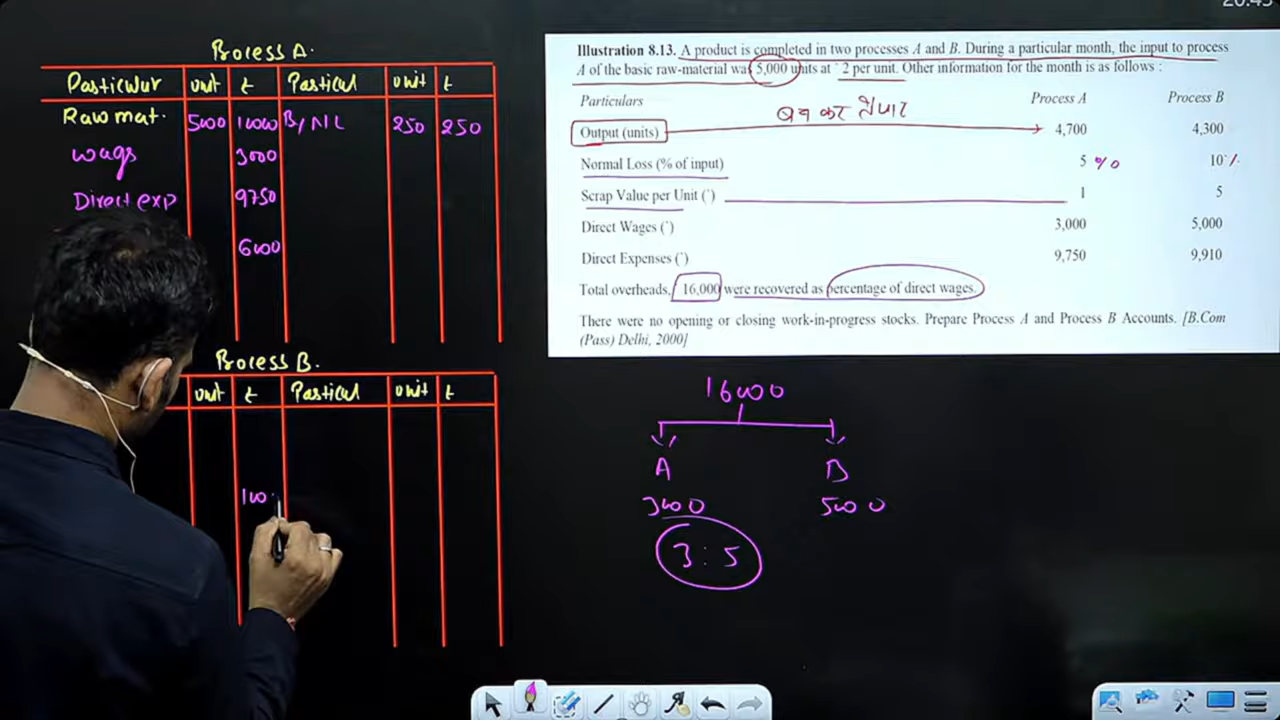 20:45
Process A.
Particular unit ₹ Particul unit ₹
Raw mat. 5000 10000 B/N/L 250 250
wags 3000
Direct exp 9750
6000
Process B.
unit ₹ Particul unit ₹
100
Illustration 8.13. A product is completed in two processes A and B. During a particular month, the input to process
A of the basic raw-material was 5,000 units at ` 2 per unit. Other information for the month is as follows :
Particulars Process A Process B
Output (units) 4,700 4,300
Normal Loss (% of input) 5 % 10 %
Scrap Value per Unit (`) 1 5
Direct Wages (`) 3,000 5,000
Direct Expenses (`) 9,750 9,910
Total overheads, 16,000 were recovered as percentage of direct wages.
There were no opening or closing work-in-progress stocks. Prepare Process A and Process B Accounts. [B.Com
(Pass) Delhi, 2000]
16000
A B
3000 5000
3 : 5